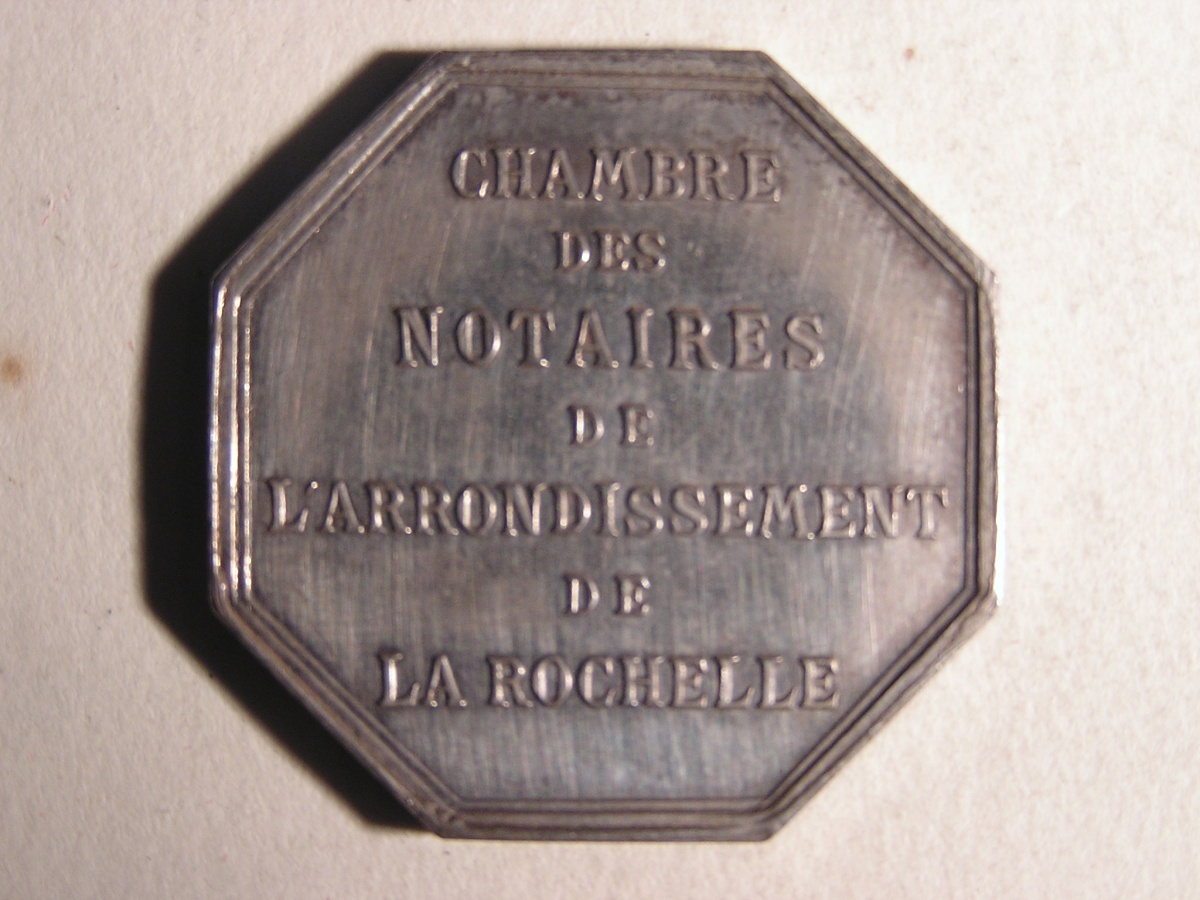 CHAMBRE
DES
NOTAIRES
DE
L'ARRONDISSEMENT
DE
LA ROCHELLE